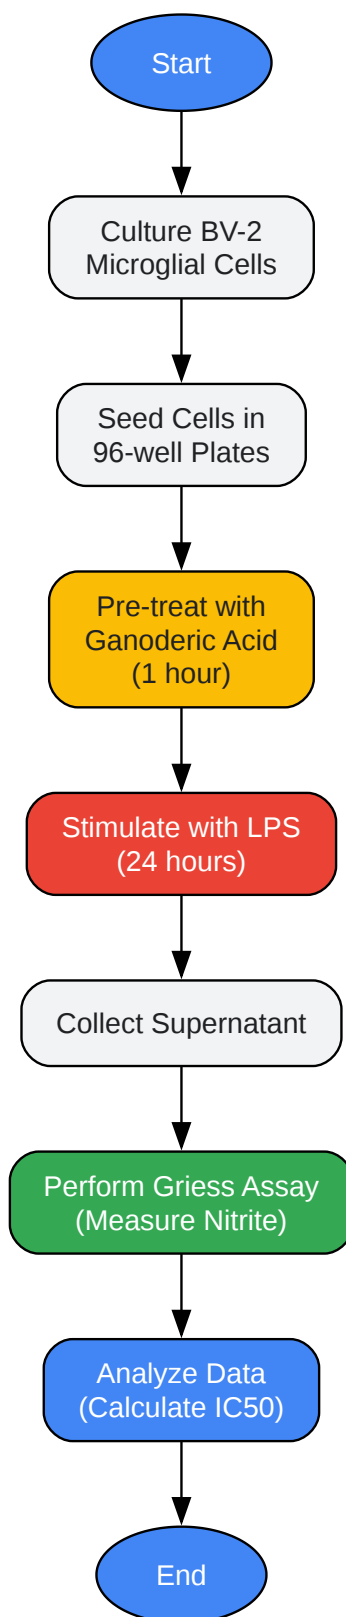 Start
Culture BV-2
Microglial Cells
Seed Cells in
96-well Plates
Pre-treat with
Ganoderic Acid
(1 hour)
Stimulate with LPS
(24 hours)
Collect Supernatant
Perform Griess Assay
(Measure Nitrite)
Analyze Data
(Calculate IC50)
End